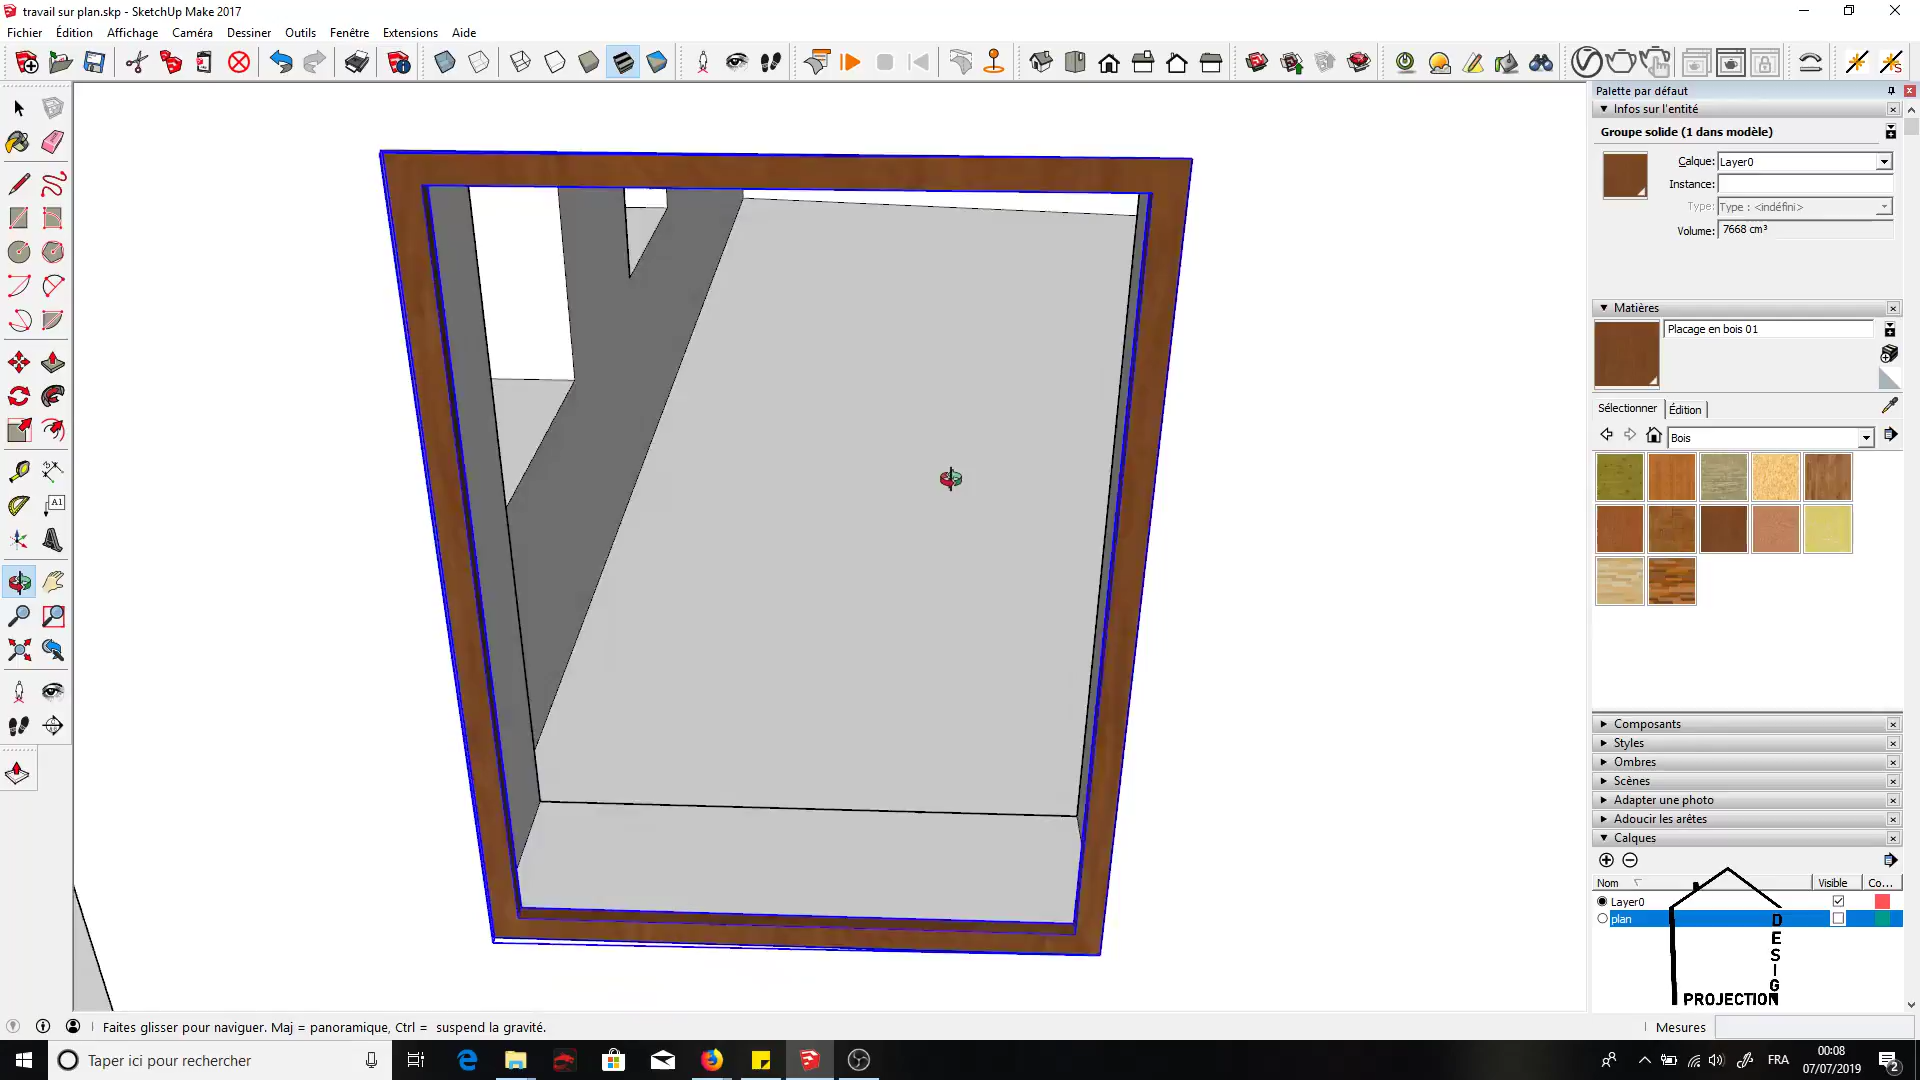 travail sur plan.skp - SketchUp Make 2017
Fichier Édition Affichage Caméra Dessiner Outils Fenêtre Extensions Aide
Palette par défaut
Infos sur l'entité
Groupe solide (1 dans modèle)
Calque: Layer0
Instance:
Type: Type : <indéfini>
Volume: 7668 cm³
Matières
Placage en bois 01
Sélectionner Édition
Bois
A1
Composants
Styles
Ombres
Scènes
Adapter une photo
Adoucir les arêtes
Calques
Nom Visible Co...
Layer0
plan
DESIGN
PROJECTION
Faites glisser pour naviguer. Maj = panoramique, Ctrl = suspend la gravité.
Mesures
Taper ici pour rechercher
FRA
00:08
07/07/2019
2